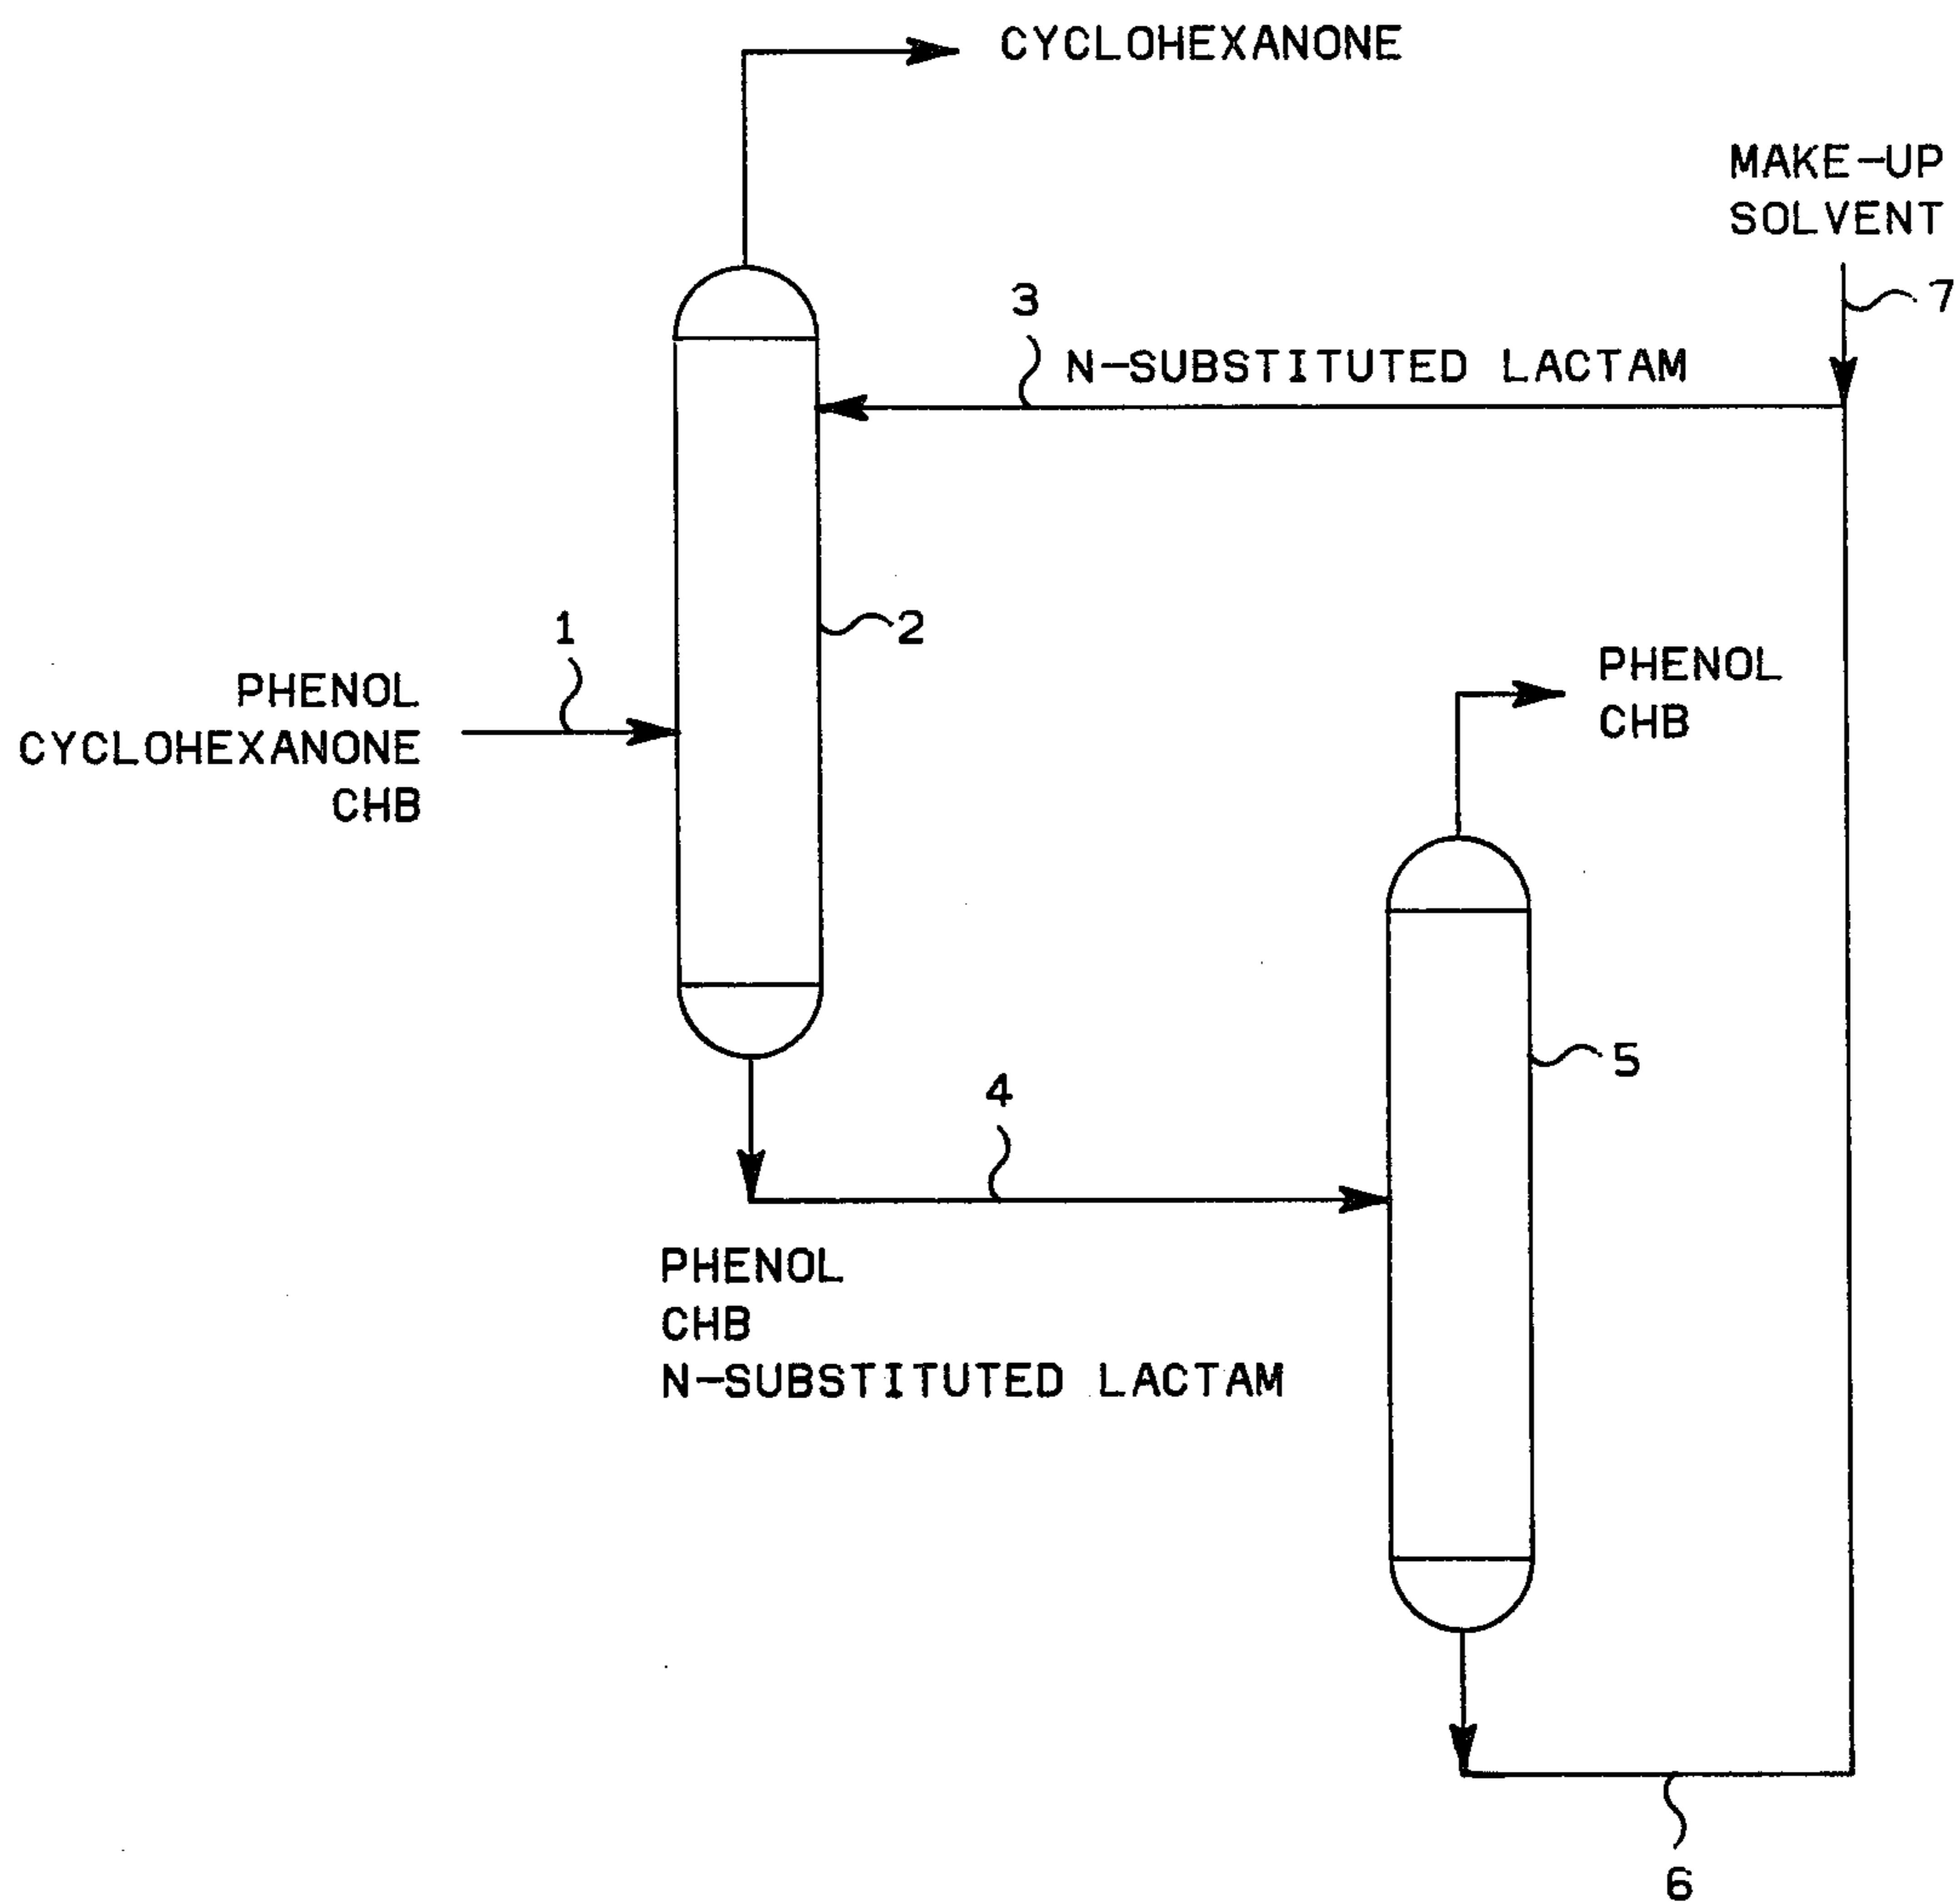 CYCLOHEXANONE
MAKE-UP
SOLVENT
7
3
N-SUBSTITUTED LACTAM
1
2
PHENOL
CYCLOHEXANONE
CHB
PHENOL
CHB
5
4
PHENOL
CHB
N-SUBSTITUTED LACTAM
6